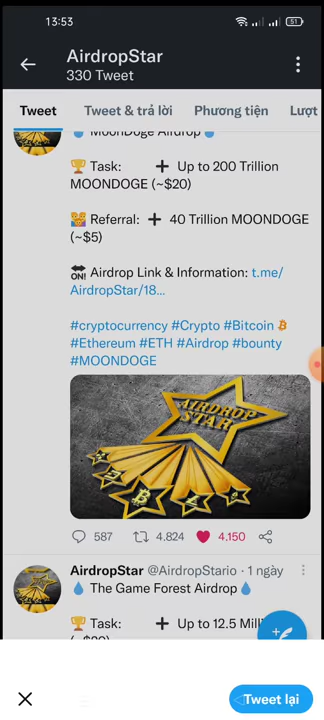 13:53
51
AirdropStar
330 Tweet
Tweet
Tweet & trả lời
Phương tiện
Lượt
💧 MoonDoge Airdrop 💧
🏆 Task: ➕ Up to 200 Trillion
MOONDOGE (~$20)
👫 Referral: ➕ 40 Trillion MOONDOGE
(~$5)
🔛 Airdrop Link & Information: t.me/
AirdropStar/18...
#cryptocurrency #Crypto #Bitcoin
#Ethereum #ETH #Airdrop #bounty
#MOONDOGE
AIRDROP
STAR
587
4.824
4.150
AirdropStar @AirdropStario · 1 ngày
💧 The Game Forest Airdrop 💧
🏆 Task: ➕ Up to 12.5 Mill
Tweet lại